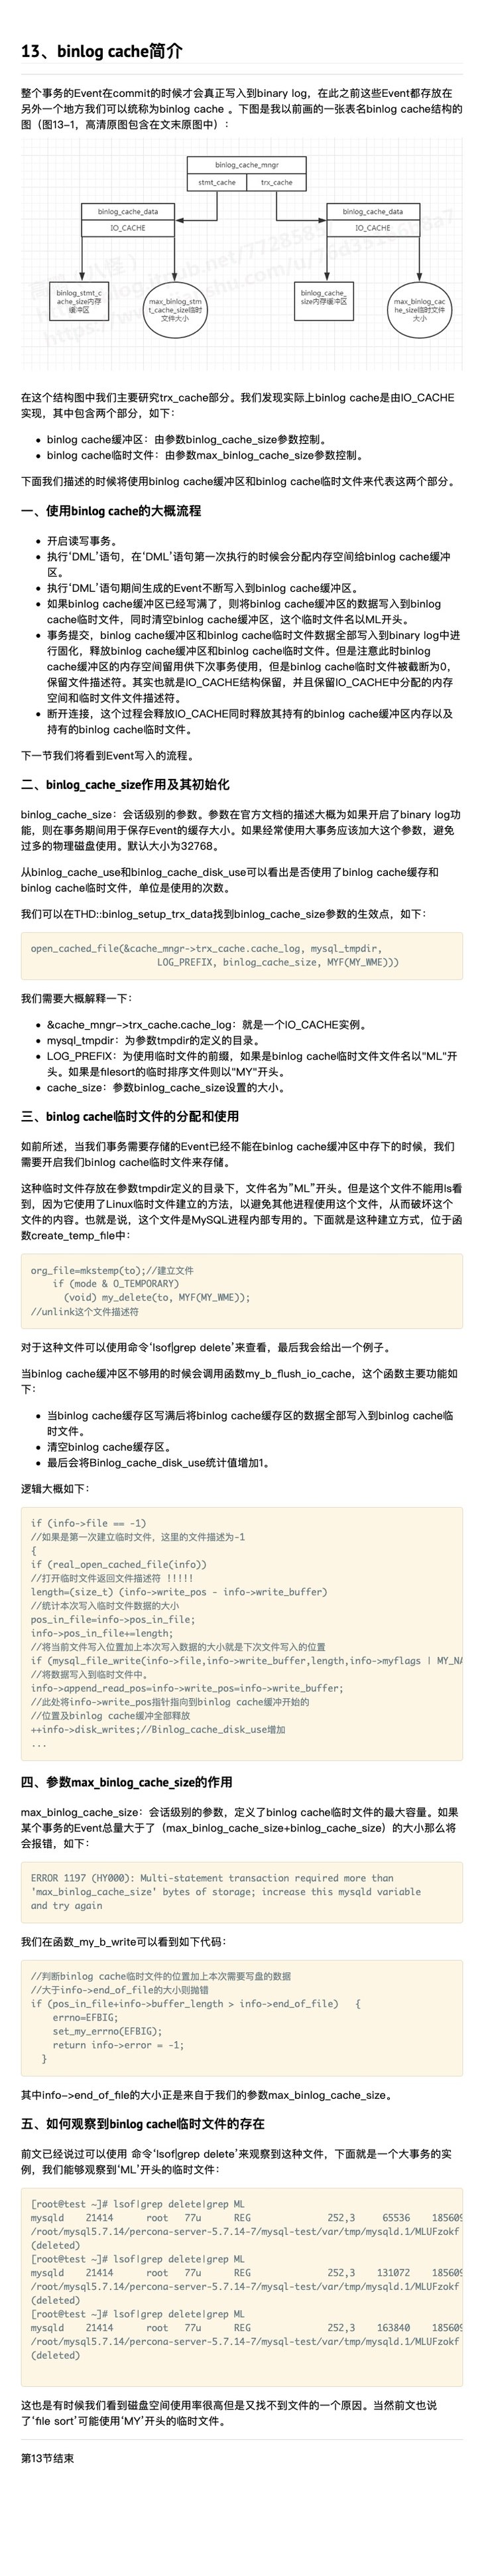 13、binlog cache简介
整个事务的Event在commit的时候才会真正写入到binary log，在此之前这些Event都存放在
另外一个地方我们可以统称为binlog cache 。下图是我以前画的一张表名binlog cache结构的
图（图13-1，高清原图包含在文末原图中）：
binlog_cache_mngr
stmt_cache
trx_cache
binlog_cache_data
IO_CACHE
binlog_cache_data
IO_CACHE
binlog_stmt_c
ache_size内存
缓冲区
max_binlog_stm
t_cache_size临时
文件大小
binlog_cache_
size内存缓冲区
max_binlog_cac
he_size临时文件
大小
在这个结构图中我们主要研究trx_cache部分。我们发现实际上binlog cache是由IO_CACHE
实现，其中包含两个部分，如下：
• binlog cache缓冲区：由参数binlog_cache_size参数控制。
• binlog cache临时文件：由参数max_binlog_cache_size参数控制。
下面我们描述的时候将使用binlog cache缓冲区和binlog cache临时文件来代表这两个部分。
一、使用binlog cache的大概流程
• 开启读写事务。
• 执行‘DML’语句，在‘DML’语句第一次执行的时候会分配内存空间给binlog cache缓冲
区。
• 执行‘DML’语句期间生成的Event不断写入到binlog cache缓冲区。
• 如果binlog cache缓冲区已经写满了，则将binlog cache缓冲区的数据写入到binlog
cache临时文件，同时清空binlog cache缓冲区，这个临时文件名以ML开头。
• 事务提交，binlog cache缓冲区和binlog cache临时文件数据全部写入到binary log中进
行固化，释放binlog cache缓冲区和binlog cache临时文件。但是注意此时binlog
cache缓冲区的内存空间留用供下次事务使用，但是binlog cache临时文件被截断为0，
保留文件描述符。其实也就是IO_CACHE结构保留，并且保留IO_CACHE中分配的内存
空间和临时文件文件描述符。
• 断开连接，这个过程会释放IO_CACHE同时释放其持有的binlog cache缓冲区内存以及
持有的binlog cache临时文件。
下一节我们将看到Event写入的流程。
二、binlog_cache_size作用及其初始化
binlog_cache_size：会话级别的参数。参数在官方文档的描述大概为如果开启了binary log功
能，则在事务期间用于保存Event的缓存大小。如果经常使用大事务应该加大这个参数，避免
过多的物理磁盘使用。默认大小为32768。
从binlog_cache_use和binlog_cache_disk_use可以看出是否使用了binlog cache缓存和
binlog cache临时文件，单位是使用的次数。
我们可以在THD::binlog_setup_trx_data找到binlog_cache_size参数的生效点，如下：
open_cached_file(&cache_mngr->trx_cache.cache_log, mysql_tmpdir,
LOG_PREFIX, binlog_cache_size, MYF(MY_WME)))
我们需要大概解释一下：
• &cache_mngr->trx_cache.cache_log：就是一个IO_CACHE实例。
• mysql_tmpdir：为参数tmpdir的定义的目录。
• LOG_PREFIX：为使用临时文件的前缀，如果是binlog cache临时文件文件名以"ML"开
头。如果是filesort的临时排序文件则以"MY"开头。
• cache_size：参数binlog_cache_size设置的大小。
三、binlog cache临时文件的分配和使用
如前所述，当我们事务需要存储的Event已经不能在binlog cache缓冲区中存下的时候，我们
需要开启我们binlog cache临时文件来存储。
这种临时文件存放在参数tmpdir定义的目录下，文件名为”ML”开头。但是这个文件不能用ls看
到，因为它使用了Linux临时文件建立的方法，以避免其他进程使用这个文件，从而破坏这个
文件的内容。也就是说，这个文件是MySQL进程内部专用的。下面就是这种建立方式，位于函
数create_temp_file中：
org_file=mkstemp(to);//建立文件
if (mode & O_TEMPORARY)
(void) my_delete(to, MYF(MY_WME));
//unlink这个文件描述符
对于这种文件可以使用命令‘lsof|grep delete’来查看，最后我会给出一个例子。
当binlog cache缓冲区不够用的时候会调用函数my_b_flush_io_cache，这个函数主要功能如
下：
• 当binlog cache缓存区写满后将binlog cache缓存区的数据全部写入到binlog cache临
时文件。
• 清空binlog cache缓存区。
• 最后会将Binlog_cache_disk_use统计值增加1。
逻辑大概如下：
if (info->file == -1)
//如果是第一次建立临时文件，这里的文件描述为-1
{
if (real_open_cached_file(info))
//打开临时文件返回文件描述符 !!!!!
length=(size_t) (info->write_pos - info->write_buffer)
//统计本次写入临时文件数据的大小
pos_in_file=info->pos_in_file;
info->pos_in_file+=length;
//将当前文件写入位置加上本次写入数据的大小就是下次文件写入的位置
if (mysql_file_write(info->file,info->write_buffer,length,info->myflags | MY_NA
//将数据写入到临时文件中。
info->append_read_pos=info->write_pos=info->write_buffer;
//此处将info->write_pos指针指向到binlog cache缓冲开始的
//位置及binlog cache缓冲全部释放
++info->disk_writes;//Binlog_cache_disk_use增加
...
四、参数max_binlog_cache_size的作用
max_binlog_cache_size：会话级别的参数，定义了binlog cache临时文件的最大容量。如果
某个事务的Event总量大于了（max_binlog_cache_size+binlog_cache_size）的大小那么将
会报错，如下：
ERROR 1197 (HY000): Multi-statement transaction required more than
'max_binlog_cache_size' bytes of storage; increase this mysqld variable
and try again
我们在函数_my_b_write可以看到如下代码：
//判断binlog cache临时文件的位置加上本次需要写盘的数据
//大于info->end_of_file的大小则抛错
if (pos_in_file+info->buffer_length > info->end_of_file) {
errno=EFBIG;
set_my_errno(EFBIG);
return info->error = -1;
}
其中info->end_of_file的大小正是来自于我们的参数max_binlog_cache_size。
五、如何观察到binlog cache临时文件的存在
前文已经说过可以使用 命令‘lsof|grep delete’来观察到这种文件，下面就是一个大事务的实
例，我们能够观察到‘ML’开头的临时文件：
[root@test ~]# lsof|grep delete|grep ML
mysqld 21414 root 77u REG 252,3 65536 185609
/root/mysql5.7.14/percona-server-5.7.14-7/mysql-test/var/tmp/mysqld.1/MLUFzokf
(deleted)
[root@test ~]# lsof|grep delete|grep ML
mysqld 21414 root 77u REG 252,3 131072 185609
/root/mysql5.7.14/percona-server-5.7.14-7/mysql-test/var/tmp/mysqld.1/MLUFzokf
(deleted)
[root@test ~]# lsof|grep delete|grep ML
mysqld 21414 root 77u REG 252,3 163840 185609
/root/mysql5.7.14/percona-server-5.7.14-7/mysql-test/var/tmp/mysqld.1/MLUFzokf
(deleted)
这也是有时候我们看到磁盘空间使用率很高但是又找不到文件的一个原因。当然前文也说
了‘file sort’可能使用‘MY’开头的临时文件。
第13节结束